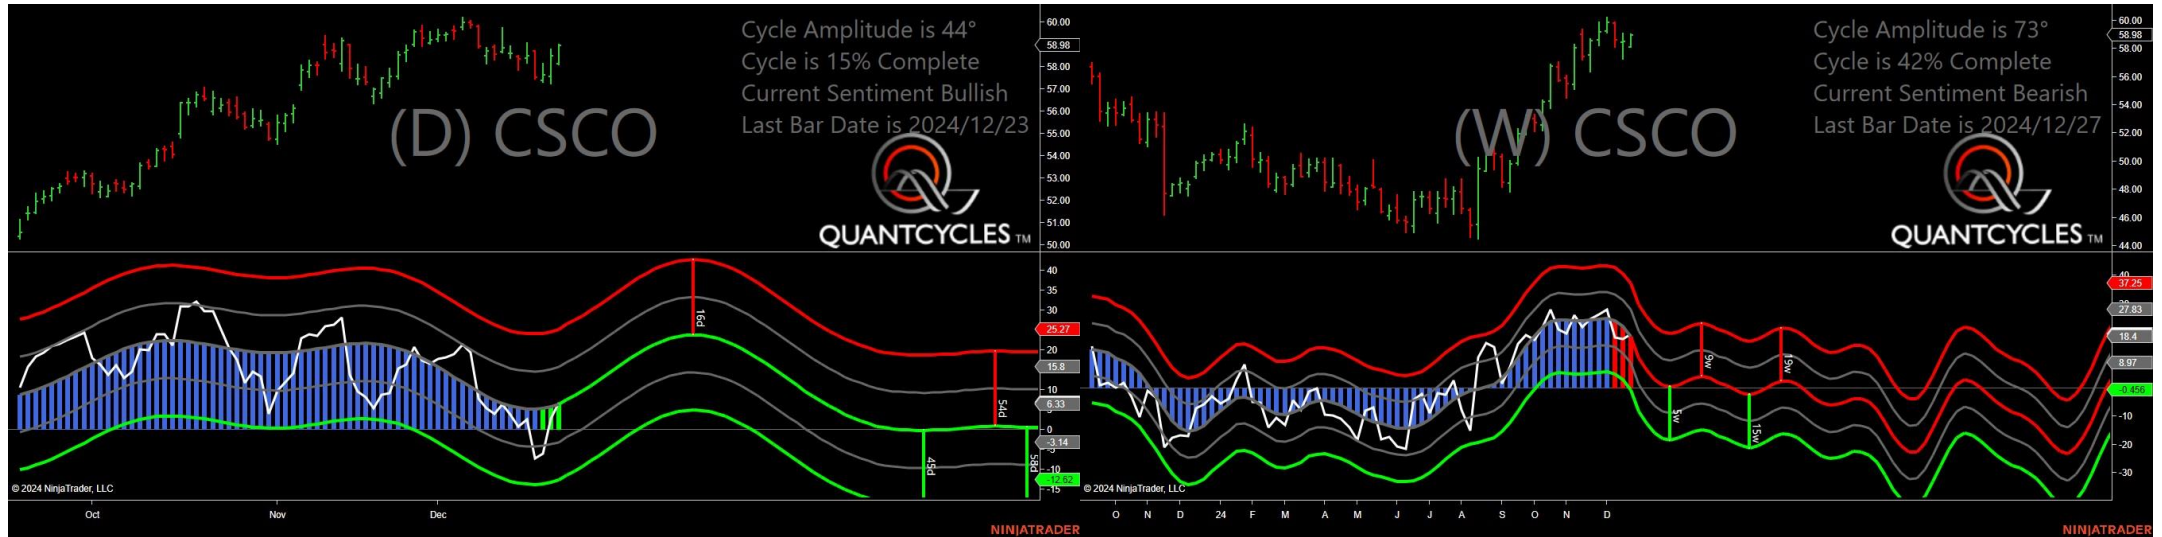 Cycle Amplitude is 44°
Cycle is 15% Complete
Current Sentiment Bullish
Last Bar Date is 2024/12/23
(D) CSCO
QUANTCYCLES TM
60.00
58.98
58.00
57.00
56.00
55.00
54.00
53.00
52.00
51.00
50.00
40
35
30
25.27
20
15.8
10
6.33
0
-3.14
-5
-10
-12.62
-15
16d
45d
54d
58d
© 2024 NinjaTrader, LLC
Oct Nov Dec
NINJATRADER
Cycle Amplitude is 73°
Cycle is 42% Complete
Current Sentiment Bearish
Last Bar Date is 2024/12/27
(W) CSCO
QUANTCYCLES TM
60.00
58.98
58.00
56.00
54.00
52.00
50.00
48.00
46.00
44.00
40
37.25
27.83
18.4
8.97
-0.456
-10
-20
-30
5w
9w
15w
19w
© 2024 NinjaTrader, LLC
O N D 24 F M A M J J A S O N D
NINJATRADER